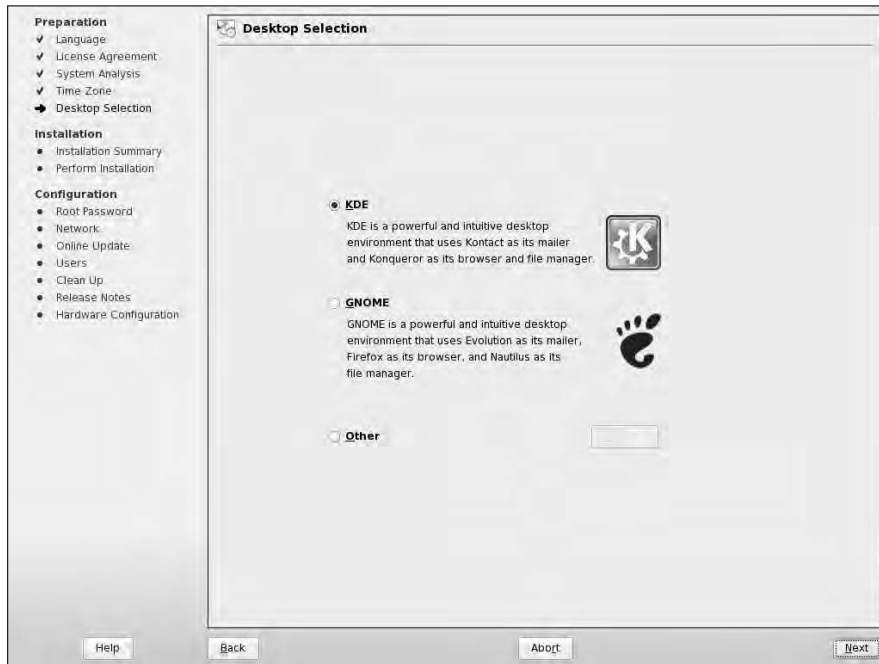 Preparation
Language
License Agreement
System Analysis
Time Zone
Desktop Selection
Installation
Installation Summary
Perform Installation
Configuration
Root Password
Network
Online Update
Users
Clean Up
Release Notes
Hardware Configuration
Desktop Selection
KDE
KDE is a powerful and intuitive desktop
environment that uses Kontact as its mailer
and Konqueror as its browser and file manager.
GNOME
GNOME is a powerful and intuitive desktop
environment that uses Evolution as its mailer,
Firefox as its browser, and Nautilus as its
file manager.
Other
Help
Back
Abort
Next